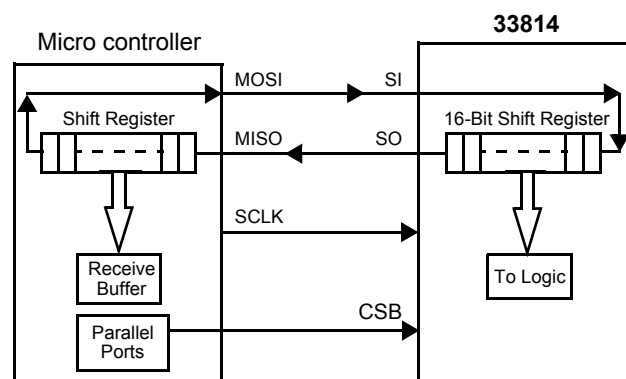 Micro controller
33814
MOSI
SI
Shift Register
16-Bit Shift Register
MISO
SO
SCLK
Receive
Buffer
To Logic
CSB
Parallel
Ports